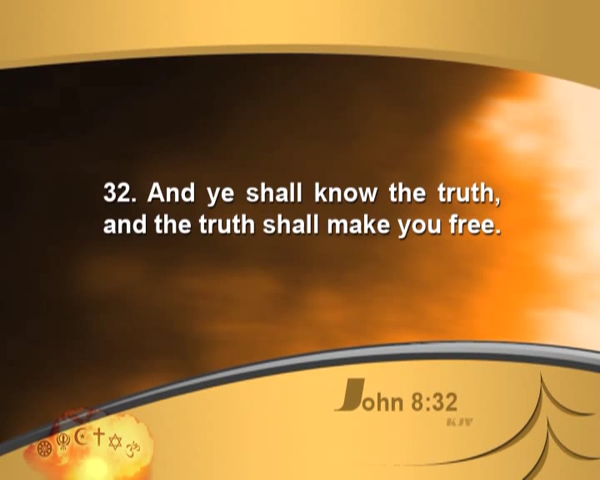 32. And ye shall know the truth,
and the truth shall make you free.
John 8:32
KJV